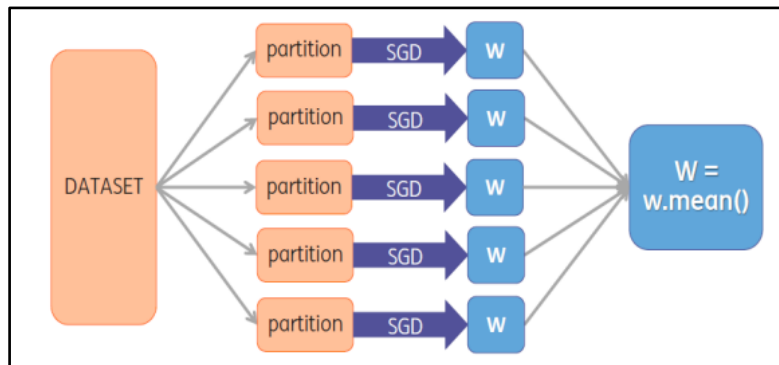 partition SGD W
partition SGD W
DATASET partition SGD W W =
w.mean()
partition SGD W
partition SGD W